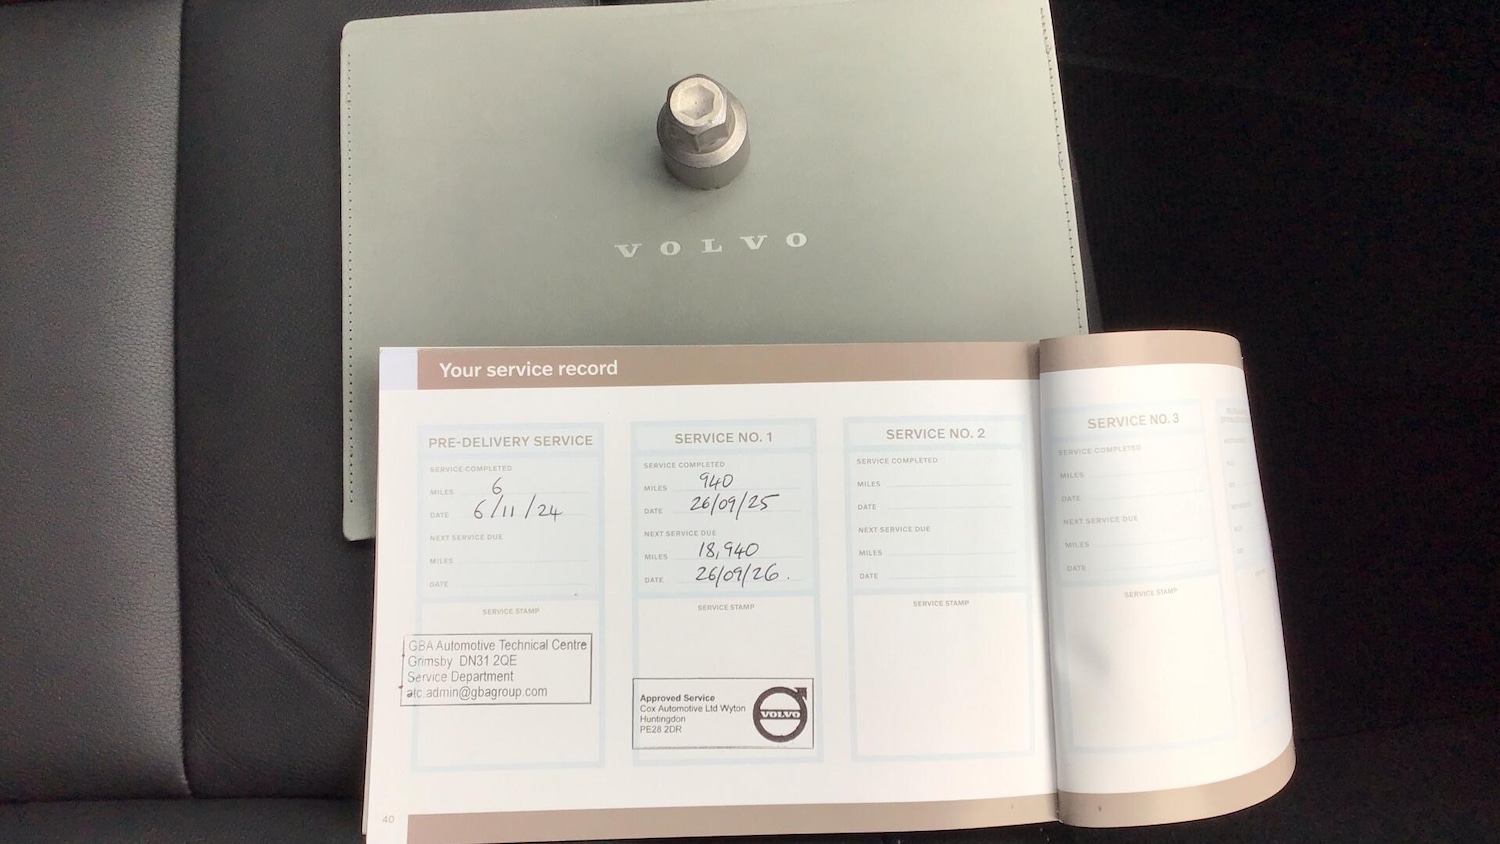 VOLVO
Your service record
PRE-DELIVERY SERVICE
SERVICE COMPLETED
MILES 6
DATE 6/11/24
NEXT SERVICE DUE
MILES
DATE
SERVICE STAMP
GBA Automotive Technical Centre
Grimsby DN31 2QE
Service Department
atc.admin@gbagroup.com
SERVICE NO. 1
SERVICE COMPLETED
MILES 940
DATE 26/09/25
NEXT SERVICE DUE
MILES 18,940
DATE 26/09/26.
SERVICE STAMP
Approved Service
Cox Automotive Ltd Wyton
Huntingdon
PE28 2DR
VOLVO
SERVICE NO. 2
SERVICE COMPLETED
MILES
DATE
NEXT SERVICE DUE
MILES
DATE
SERVICE STAMP
SERVICE NO. 3
SERVICE COMPLETED
MILES
DATE
NEXT SERVICE DUE
MILES
DATE
SERVICE STAMP
40